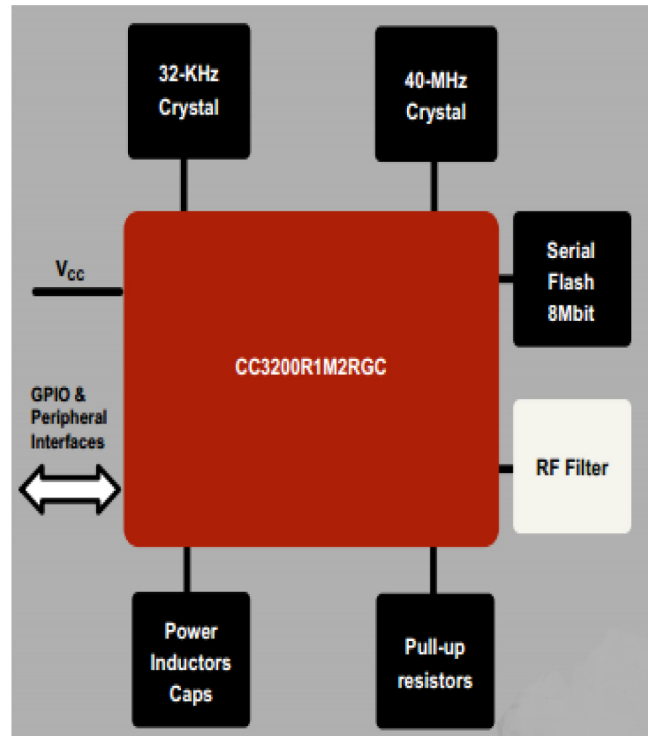 32-KHz
Crystal
40-MHz
Crystal
Serial
Flash
8Mbit
VCC
CC3200R1M2RGC
GPIO &
Peripheral
Interfaces
RF Filter
Power
Inductors
Caps
Pull-up
resistors